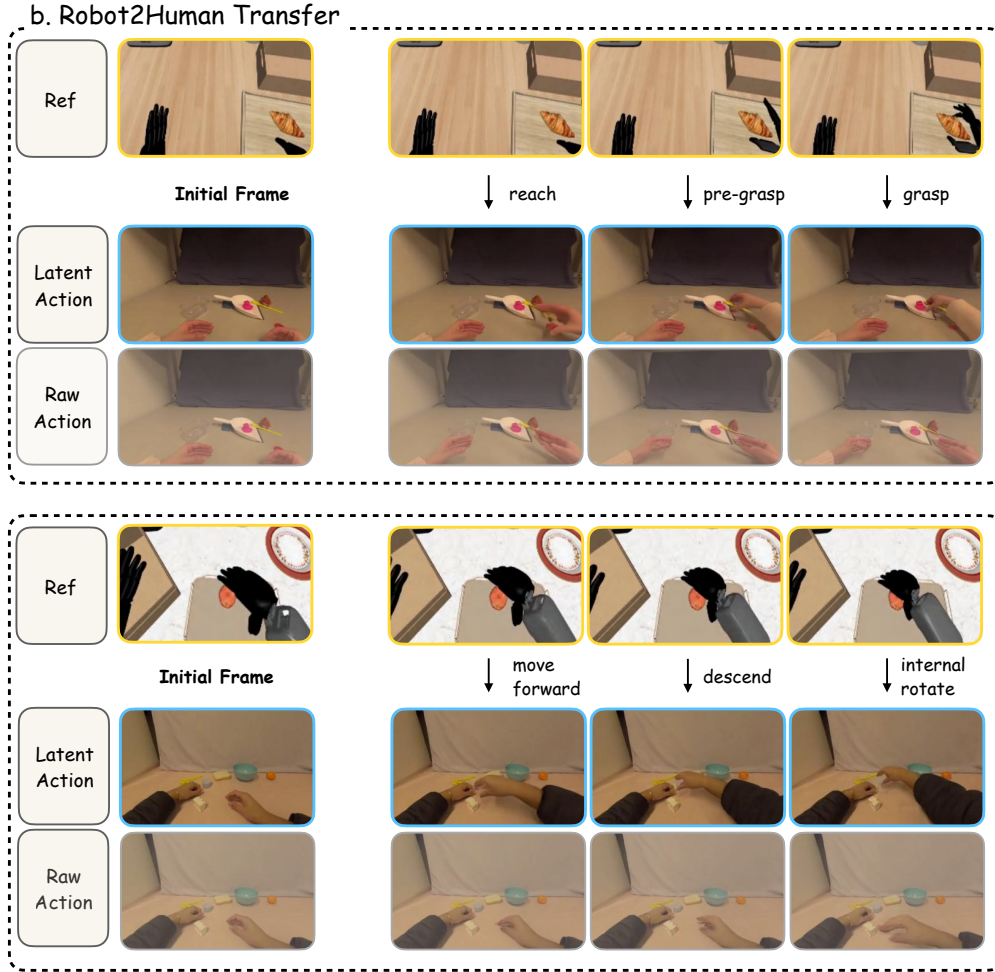 b. Robot2Human Transfer
Ref
Initial Frame
reach
pre-grasp
grasp
Latent
Action
Raw
Action
Ref
Initial Frame
move
forward
descend
internal
rotate
Latent
Action
Raw
Action